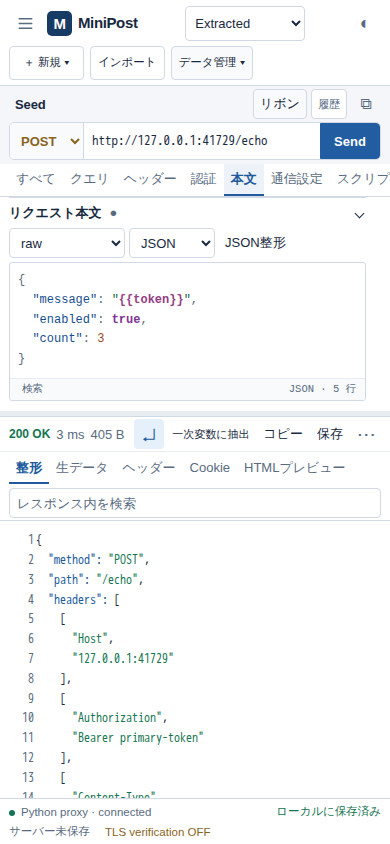 M MiniPost Extracted
＋ 新規 ▾ インポート データ管理 ▾
Seed リボン 履歴
POST http://127.0.0.1:41729/echo Send
すべて クエリ ヘッダー 認証 本文 通信設定 スクリプ
リクエスト本文 ●
raw JSON JSON整形
{
"message": "{{token}}",
"enabled": true,
"count": 3
}
検索 JSON · 5 行
200 OK 3 ms 405 B 一次変数に抽出 コピー 保存 ···
整形 生データ ヘッダー Cookie HTMLプレビュー
レスポンス内を検索
1 {
2 "method": "POST",
3 "path": "/echo",
4 "headers": [
5 [
6 "Host",
7 "127.0.0.1:41729"
8 ],
9 [
10 "Authorization",
11 "Bearer primary-token"
12 ],
13 [
14 "Content-Type"
Python proxy · connected ローカルに保存済み
サーバー未保存 TLS verification OFF